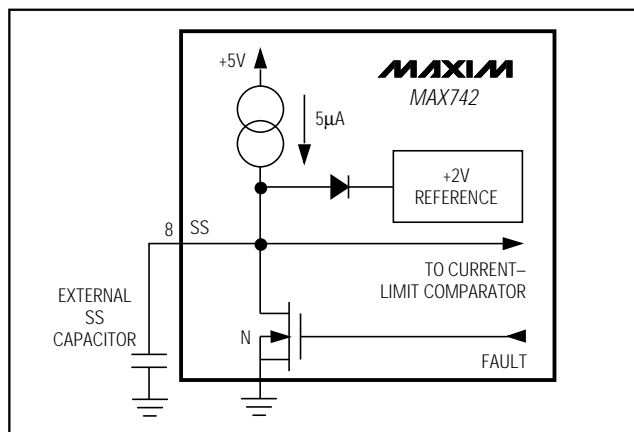 +5V
MAXIM
MAX742
5µA
+2V
REFERENCE
8 SS
TO CURRENT–
LIMIT COMPARATOR
EXTERNAL
SS
CAPACITOR
N
FAULT